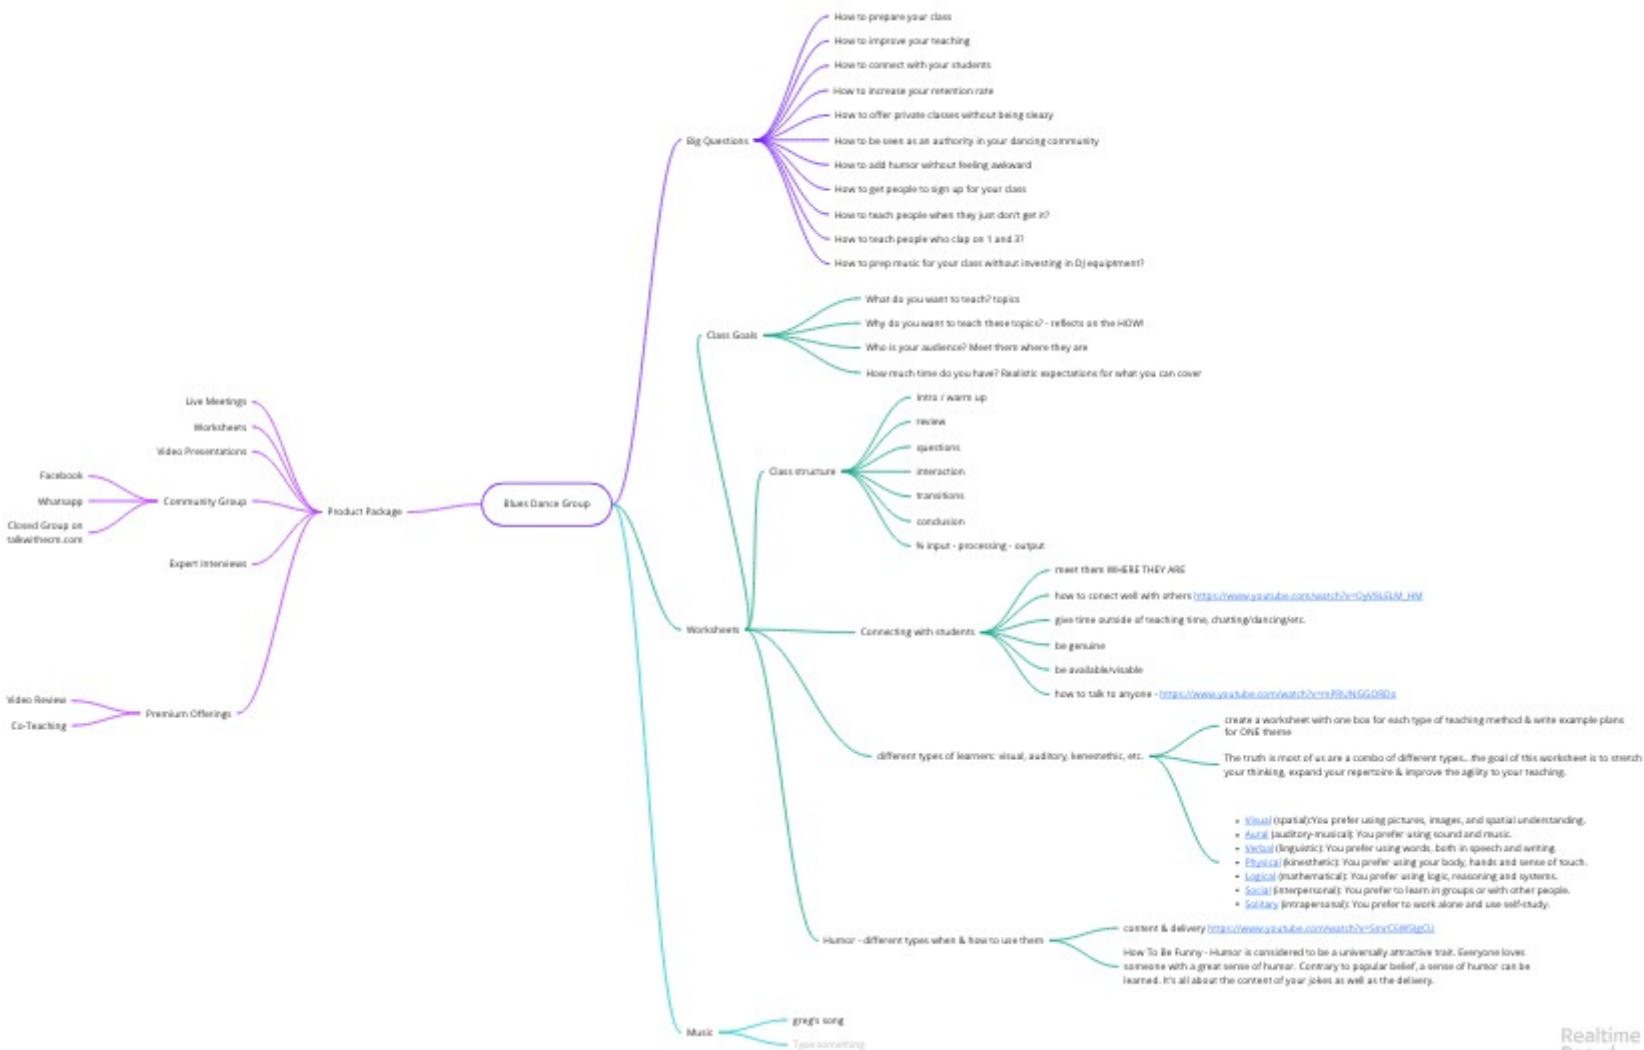 How to prepare your class
How to improve your teaching
How to connect with your students
How to increase your retention rate
How to offer private classes without being sleazy
Big Questions
How to be seen as an authority in your dancing community
How to add humor without feeling awkward
How to get people to sign up for your class
How to teach people when they just don't get it?
How to teach people who clap on 1 and 3?
How to prep music for your class without investing in DJ equiptment?
What do you want to teach? topics
Why do you want to teach these topics? - reflects on the HOW!
Class Goals
Who is your audience? Meet them where they are
How much time do you have? Realistic expectations for what you can cover
Intro / warm up
review
questions
Class structure
interaction
transitions
conclusion
% input - processing - output
Live Meetings
Worksheets
Video Presentations
Facebook
Whatsapp
Community Group
Closed Group on
talkwithecm.com
Product Package
Blues Dance Group
Expert Interviews
Video Review
Premium Offerings
Co-Teaching
meet them WHERE THEY ARE
how to conect well with others
give time outside of teaching time, chatting/dancing/etc.
Worksheets
Connecting with students
be genuine
be available/visable
how to talk to anyone -
create a worksheet with one box for each type of teaching method & write example plans
for ONE theme
different types of learners: visual, auditory, kenestethic, etc.
The truth is most of us are a combo of different types...the goal of this worksheet is to stretch
your thinking, expand your repertoire & improve the agility to your teaching.
• Visual (spatial):You prefer using pictures, images, and spatial understanding.
• Aural (auditory-musical): You prefer using sound and music.
• Verbal (linguistic): You prefer using words, both in speech and writing.
• Physical (kinesthetic): You prefer using your body, hands and sense of touch.
• Logical (mathematical): You prefer using logic, reasoning and systems.
• Social (interpersonal): You prefer to learn in groups or with other people.
• Solitary (intrapersonal): You prefer to work alone and use self-study.
content & delivery
Humor - different types when & how to use them
How To Be Funny - Humor is considered to be a universally attractive trait. Everyone loves
someone with a great sense of humor. Contrary to popular belief, a sense of humor can be
learned. It's all about the content of your jokes as well as the delivery.
Music
greg's song
Type something
Realtime